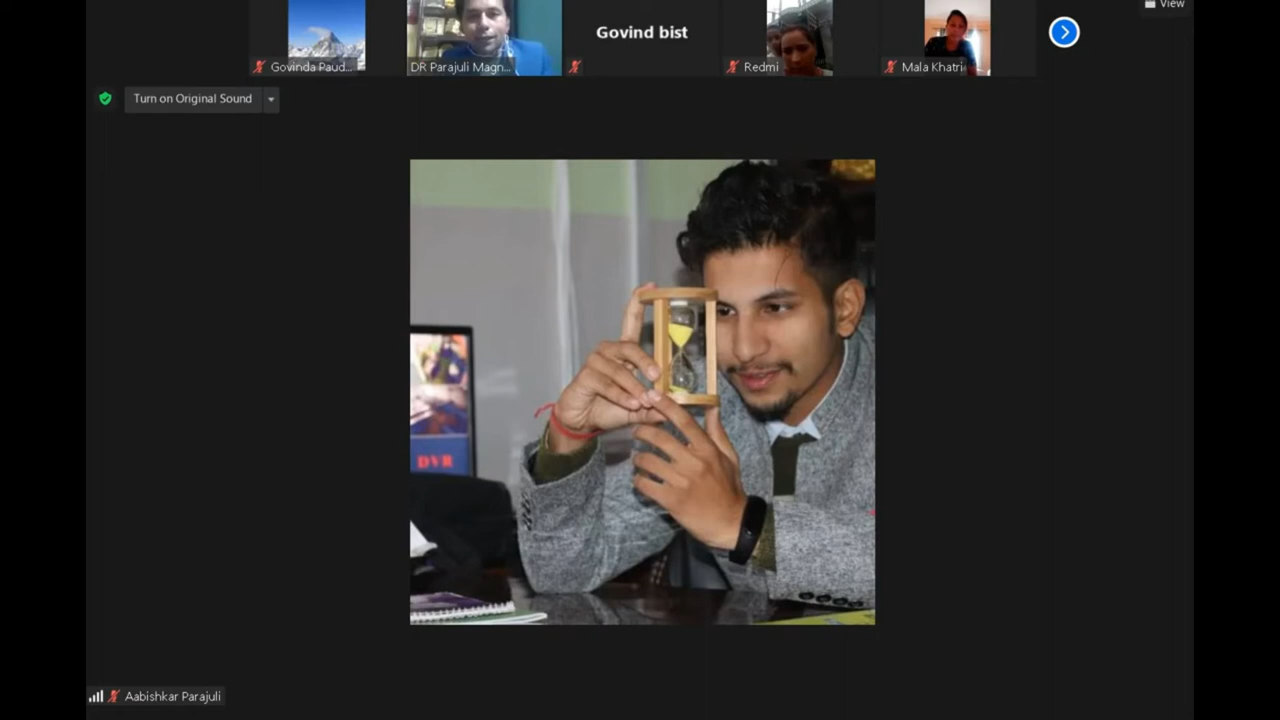 View
Govind bist
Govinda Paud...
DR Parajuli Magn...
Redmi
Mala Khatri
Turn on Original Sound
DVR
Aabishkar Parajuli